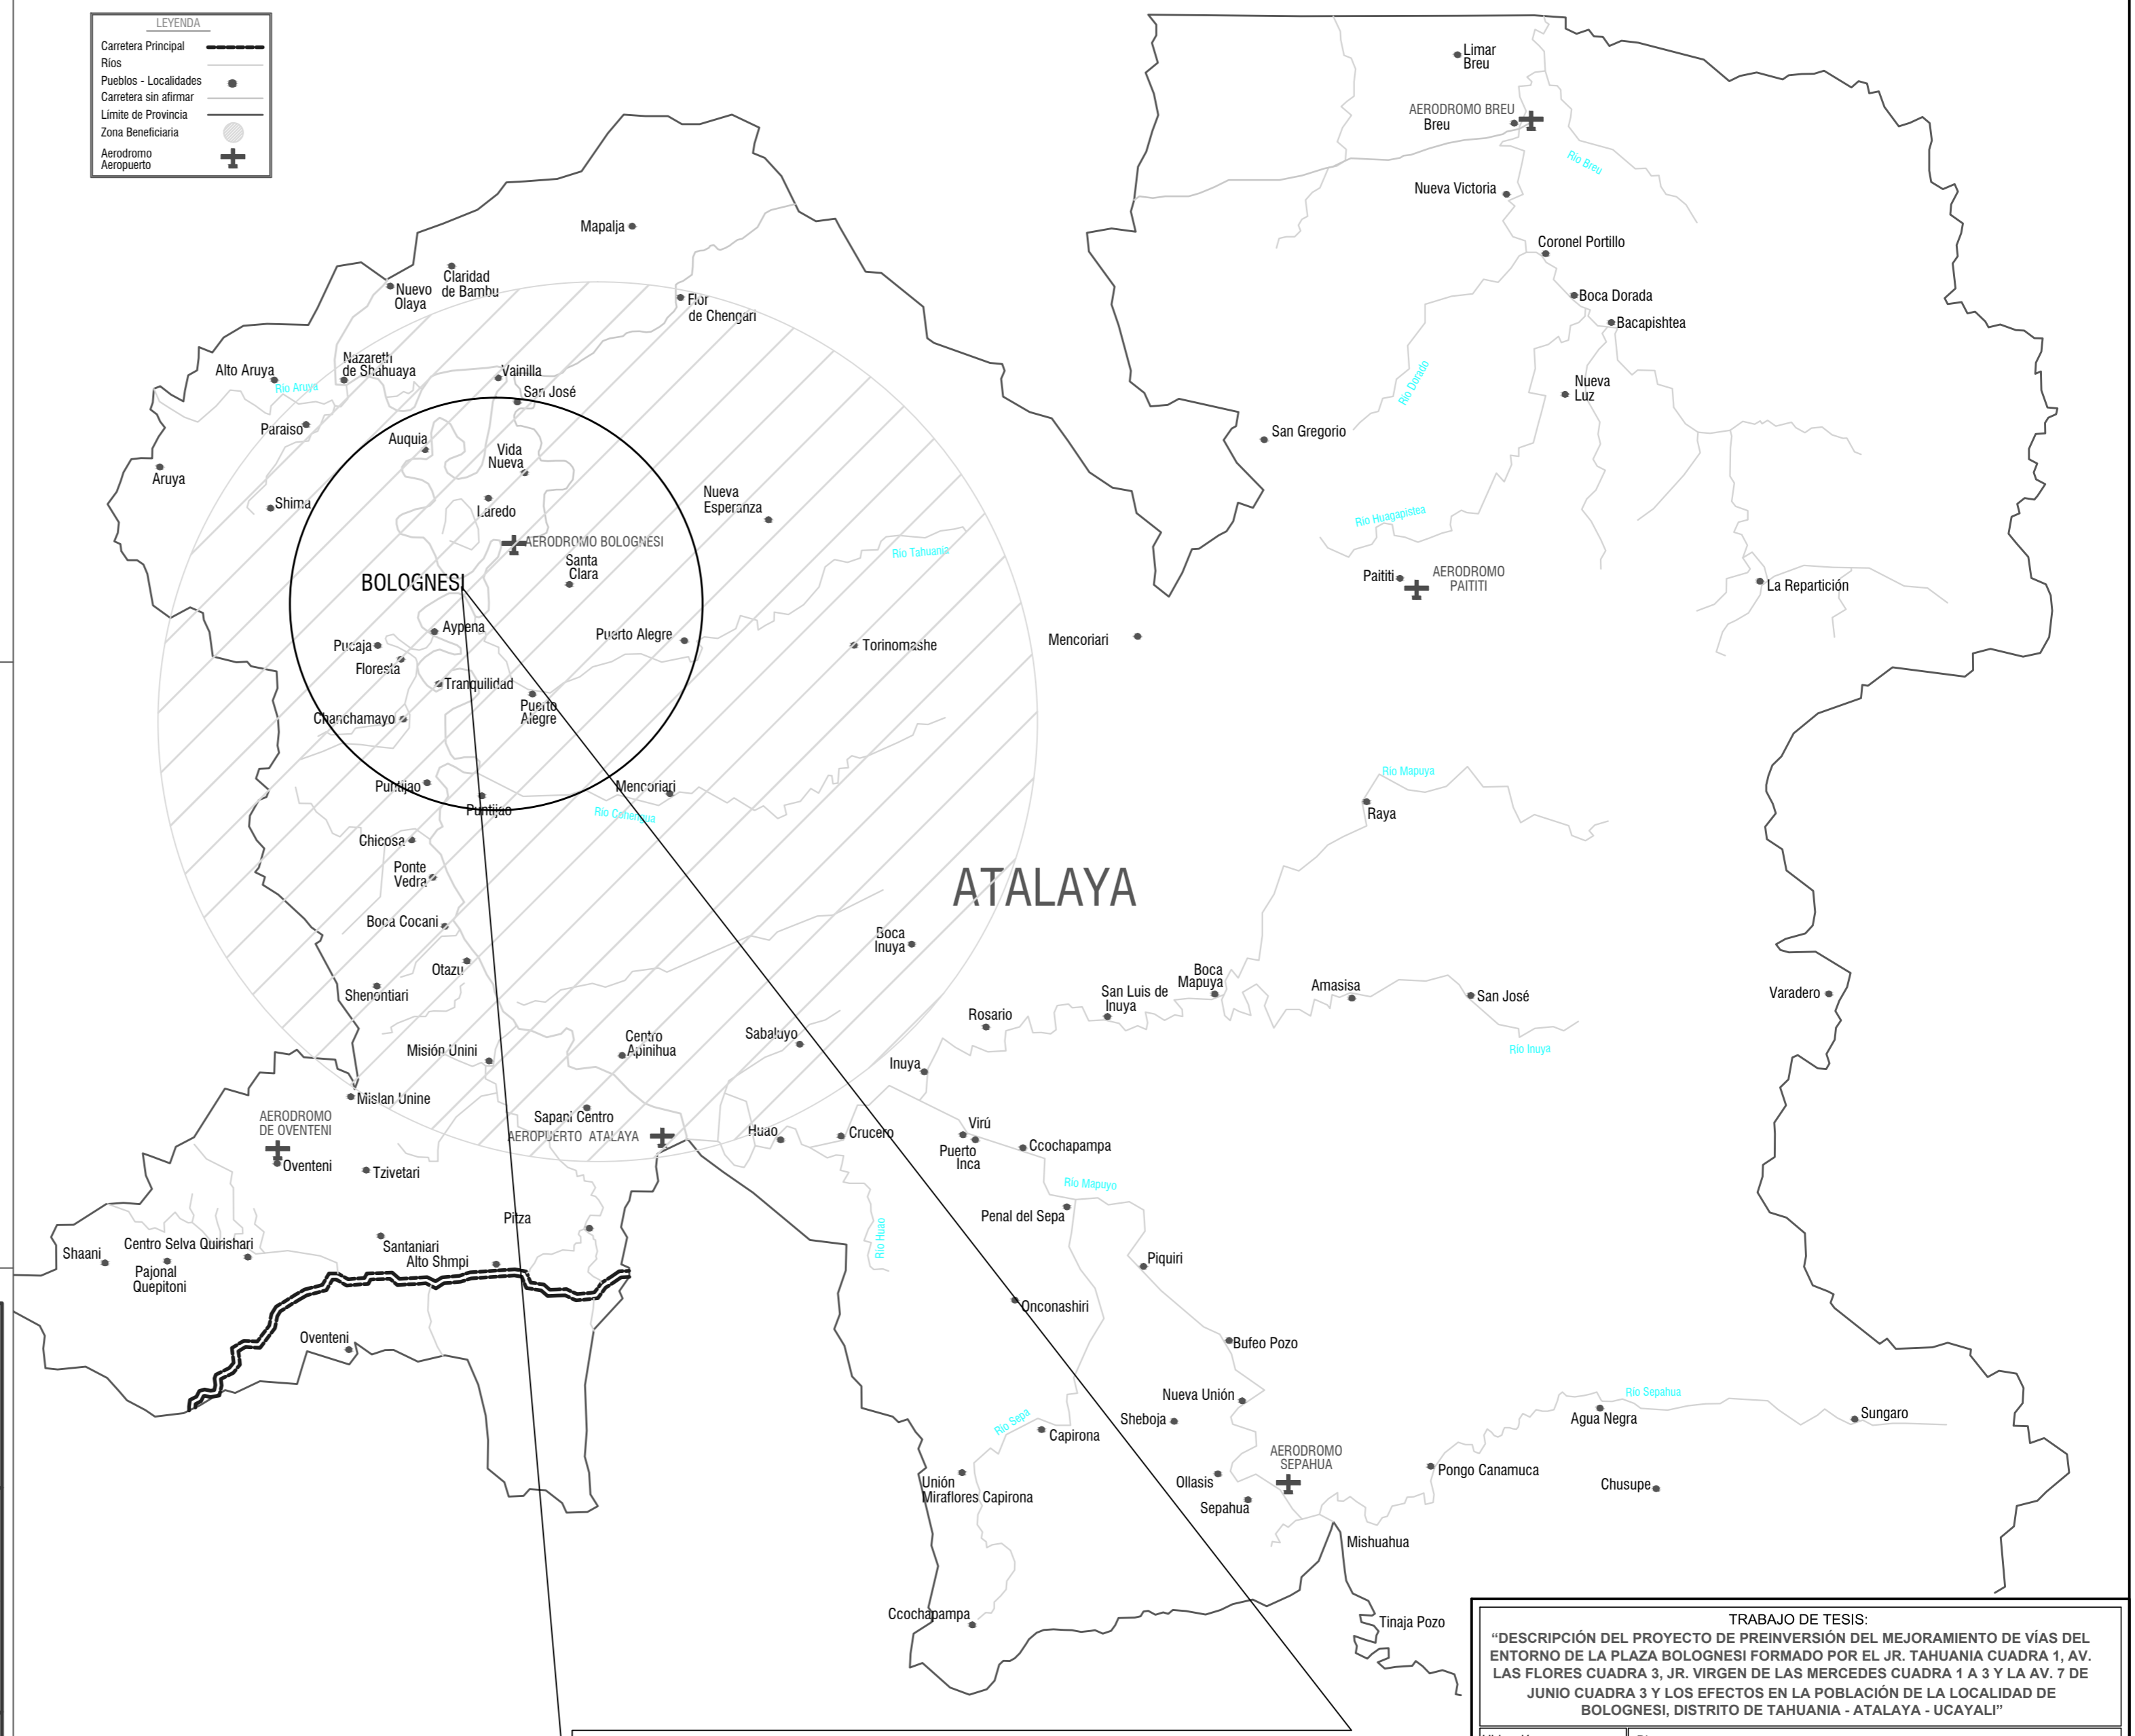 LEYENDA
Carretera Principal
Ríos
Pueblos - Localidades
Carretera sin afirmar
Límite de Provincia
Zona Beneficiaria
Aerodromo
Aeropuerto
Limar
Breu
AERODROMO BREU
Breu
Río Breu
Nueva Victoria
Coronel Portillo
Boca Dorada
Bacapishtea
Río Dorado
Nueva
Luz
San Gregorio
Río Huagapistea
Paititi
AERODROMO
PAITITI
La Repartición
Mencoriari
Mapalja
Claridad
de Bambu
Nuevo
Olaya
Flor
de Chengari
Nazareth
de Shahuaya
Alto Aruya
Río Aruya
Vainilla
San José
Paraiso
Auquia
Vida
Nueva
Aruya
Shima
Laredo
Nueva
Esperanza
AERODROMO BOLOGNESI
Río Tahuania
Santa
Clara
BOLOGNESI
Aypena
Puerto Alegre
Pucaja
Floresta
Torinomashe
Tranquilidad
Puerto
Alegre
Chanchamayo
Puntijao
Puntijao
Mencoriari
Río Cohengua
Río Mapuya
Raya
Chicosa
Ponte
Vedra
ATALAYA
Boca Cocani
Boca
Inuya
Otazu
Shenontiari
Boca
Mapuya
San Luis de
Inuya
Amasisa
San José
Varadero
Rosario
Río Inuya
Centro
Apinihua
Sabaluyo
Misión Unini
Inuya
Mislan Unine
AERODROMO
DE OVENTENI
Sapani Centro
AEROPUERTO ATALAYA
Huao
Crucero
Virú
Puerto
Inca
Ccochapampa
Oventeni
Tzivetari
Río Mapuyo
Penal del Sepa
Pitza
Río Huao
Shaani
Centro Selva Quirishari
Pajonal
Quepitoni
Santaniari
Alto Shmpi
Piquiri
Onconashiri
Oventeni
Bufeo Pozo
Nueva Unión
Sheboja
Río Sepahua
Agua Negra
Sungaro
Río Sepa
Capirona
AERODROMO
SEPAHUA
Pongo Canamuca
Unión
Miraflores Capirona
Ollasis
Sepahua
Chusupe
Mishuahua
Ccochapampa
Tinaja Pozo
TRABAJO DE TESIS:
“DESCRIPCIÓN DEL PROYECTO DE PREINVERSIÓN DEL MEJORAMIENTO DE VÍAS DEL
ENTORNO DE LA PLAZA BOLOGNESI FORMADO POR EL JR. TAHUANIA CUADRA 1, AV.
LAS FLORES CUADRA 3, JR. VIRGEN DE LAS MERCEDES CUADRA 1 A 3 Y LA AV. 7 DE
JUNIO CUADRA 3 Y LOS EFECTOS EN LA POBLACIÓN DE LA LOCALIDAD DE
BOLOGNESI, DISTRITO DE TAHUANIA - ATALAYA - UCAYALI”